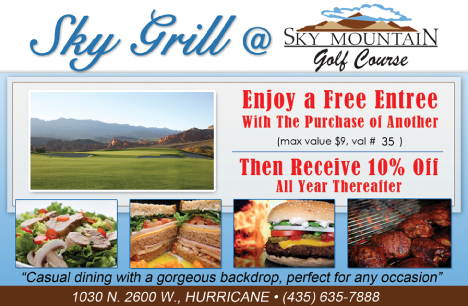 Sky Grill @ SKY MOUNTAIN
Golf Course
Enjoy a Free Entree
With The Purchase of Another
(max value $9, val # 35 )
Then Receive 10% Off
All Year Thereafter
“Casual dining with a gorgeous backdrop, perfect for any occasion”
1030 N. 2600 W., HURRICANE • (435) 635-7888